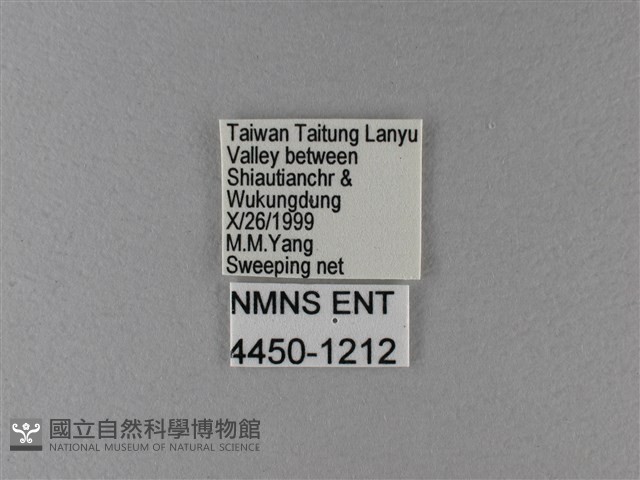 Taiwan Taitung Lanyu
Valley between
Shiautianchr &
Wukungdung
X/26/1999
M.M.Yang
Sweeping net
NMNS ENT
4450-1212
國立自然科學博物館
NATIONAL MUSEUM OF NATURAL SCIENCE